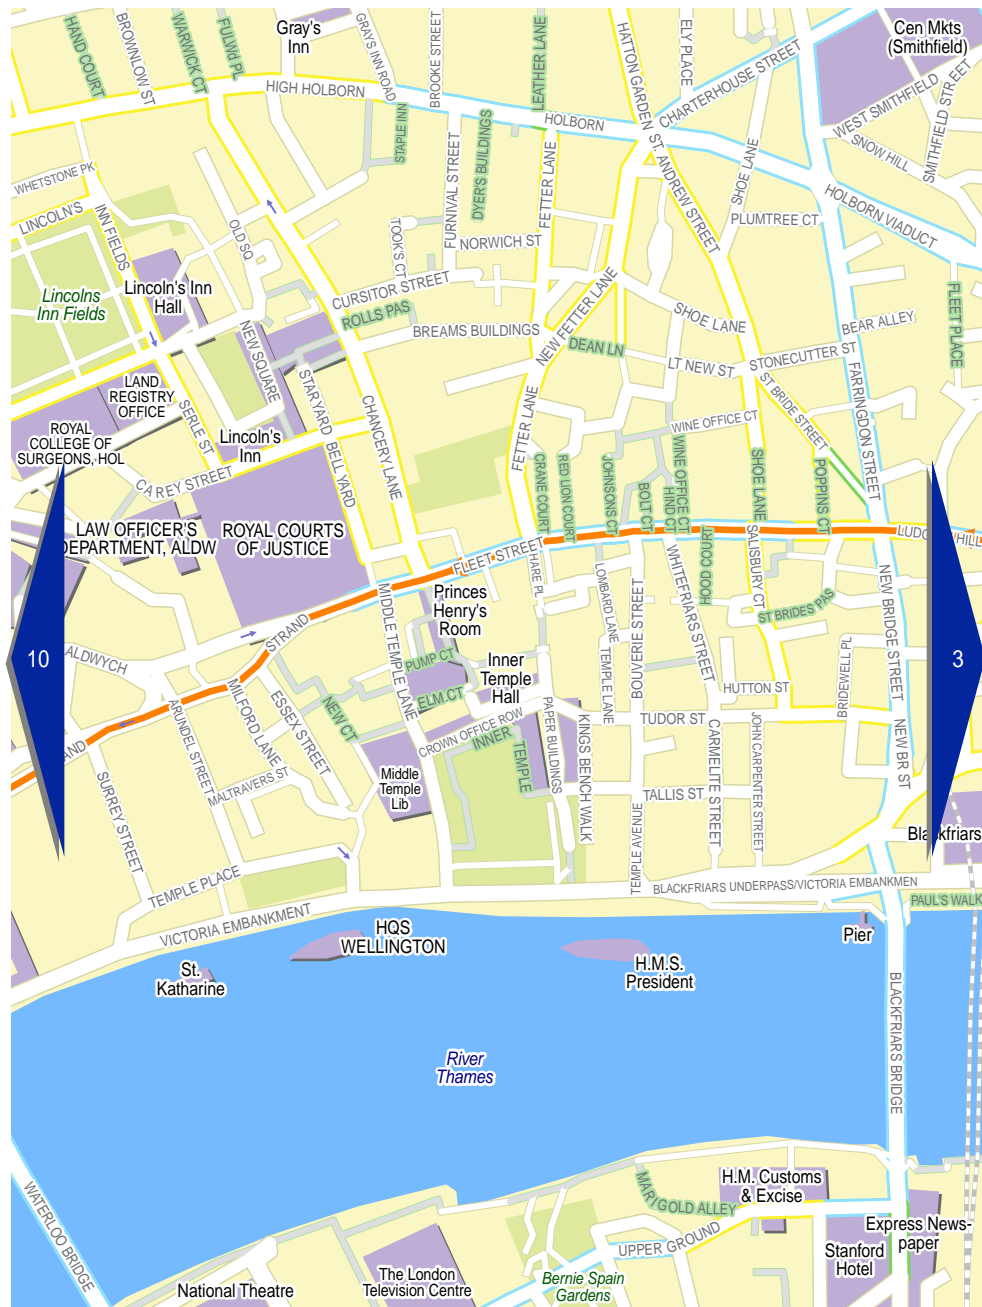 HAND COURT
BROWNLOW ST
WARWICK CT
FULWd PL
Gray's
Inn
GRAYS INN ROAD
BROOKE STREET
LEATHER LANE
HATTON GARDEN
ELY PLACE
CHARTERHOUSE STREET
Cen Mkts
(Smithfield)
WEST SMITHFIELD
SMITHFIELD STREET
SNOW HILL
HIGH HOLBORN
HOLBORN
STAPLE INN
FURNIVAL STREET
DYER'S BUILDINGS
FETTER LANE
ST. ANDREW STREET
SHOE LANE
PLUMTREE CT
HOLBORN VIADUCT
WHETSTONE PK
LINCOLN'S
INN FIELDS
OLD SQ
TOOK'S CT
NORWICH ST
Lincolns
Inn Fields
Lincoln's Inn
Hall
CURSITOR STREET
ROLLS PAS
BREAMS BUILDINGS
NEW FETTER LANE
DEAN LN
SHOE LANE
LT NEW ST
STONECUTTER ST
BEAR ALLEY
FLEET PLACE
NEW SQUARE
STAR YARD
BELL YARD
CHANCERY LANE
FETTER LANE
ST BRIDE STREET
FARRINGDON STREET
LAND
REGISTRY
OFFICE
SERLE ST
ROYAL
COLLEGE OF
SURGEONS, HOL
Lincoln's
Inn
CAREY STREET
WINE OFFICE CT
CRANE COURT
RED LION COURT
JOHNSONS CT
BOLT CT
WINE OFFICE CT
HIND CT
SHOE LANE
POPPINS CT
LAW OFFICER'S
DEPARTMENT, ALDW
ROYAL COURTS
OF JUSTICE
FLEET STREET
HARE PL
HOOD COURT
SALISBURY CT
LUDG
HILL
MIDDLE TEMPLE LANE
Princes
Henry's
Room
LOMBARD LANE
TEMPLE LANE
BOUVERIE STREET
WHITEFRIARS STREET
ST BRIDES PAS
NEW BRIDGE STREET
STRAND
ALDWYCH
10
3
PUMP CT
ELM CT
Inner
Temple
Hall
HUTTON ST
BRIDEWELL PL
AND
ARUNDEL STREET
MILFORD LANE
ESSEX STREET
NEW CT
CROWN OFFICE ROW
INNER
TEMPLE
PAPER BUILDINGS
KINGS BENCH WALK
TUDOR ST
CARMELITE STREET
JOHN CARPENTER STREET
NEW BR ST
SURREY STREET
MALTRAVERS ST
Middle
Temple
Lib
TALLIS ST
TEMPLE AVENUE
Blackfriars
TEMPLE PLACE
VICTORIA EMBANKMENT
BLACKFRIARS UNDERPASS/VICTORIA EMBANKMEN
PAUL'S WALK
HQS
WELLINGTON
Pier
St.
Katharine
H.M.S.
President
BLACKFRIARS BRIDGE
River
Thames
WATERLOO BRIDGE
MARIGOLD ALLEY
H.M. Customs
& Excise
UPPER GROUND
Express News-
paper
Stanford
Hotel
National Theatre
The London
Television Centre
Bernie Spain
Gardens